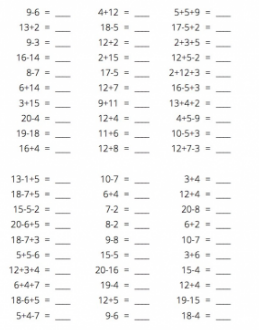 9-6 = ___ 4+12 = ___ 5+5+9 = ___
13+2 = ___ 18-5 = ___ 17-5+2 = ___
9-3 = ___ 12+2 = ___ 2+3+5 = ___
16-14 = ___ 2+15 = ___ 12+5-2 = ___
8-7 = ___ 17-5 = ___ 2+12+3 = ___
6+14 = ___ 12+7 = ___ 16-5+3 = ___
3+15 = ___ 9+11 = ___ 13+4+2 = ___
20-4 = ___ 12+4 = ___ 4+5-9 = ___
19-18 = ___ 11+6 = ___ 10-5+3 = ___
16+4 = ___ 12+8 = ___ 12+7-3 = ___
13-1+5 = ___ 10-7 = ___ 3+4 = ___
18-7+5 = ___ 6+4 = ___ 12+4 = ___
15-5-2 = ___ 7-2 = ___ 20-8 = ___
20-6+5 = ___ 8-2 = ___ 6+2 = ___
18-7+3 = ___ 9-8 = ___ 10-7 = ___
5+5-6 = ___ 15-5 = ___ 3+6 = ___
12+3+4 = ___ 20-16 = ___ 15-4 = ___
6+4+7 = ___ 19-4 = ___ 12+4 = ___
18-6+5 = ___ 12+5 = ___ 19-15 = ___
5+4-7 = ___ 9-6 = ___ 18-4 = ___